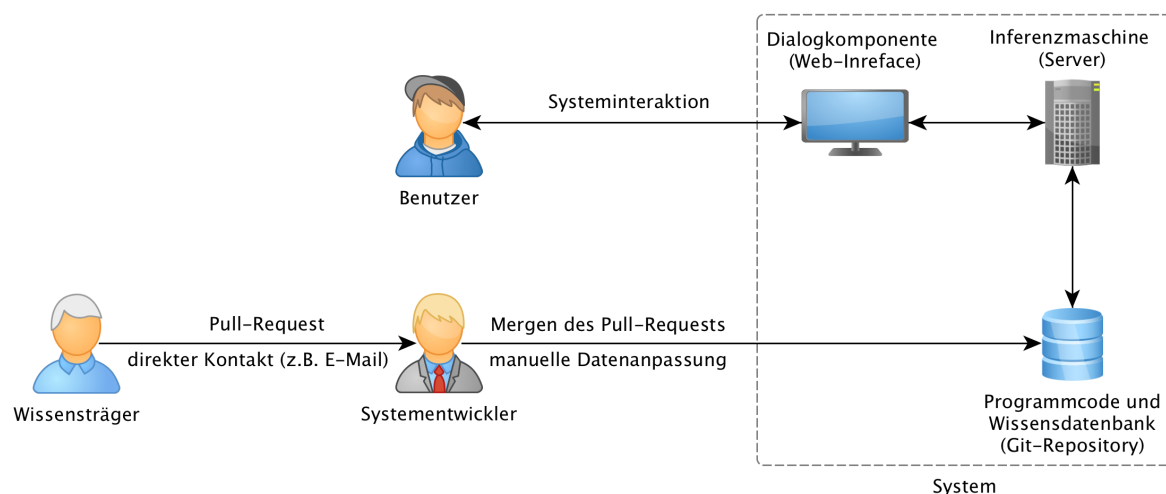 Dialogkomponente
(Web-Inreface)
Inferenzmaschine
(Server)
Systeminteraktion
Benutzer
Pull-Request
direkter Kontakt (z.B. E-Mail)
Mergen des Pull-Requests
manuelle Datenanpassung
Wissensträger
Systementwickler
Programmcode und
Wissensdatenbank
(Git-Repository)
System